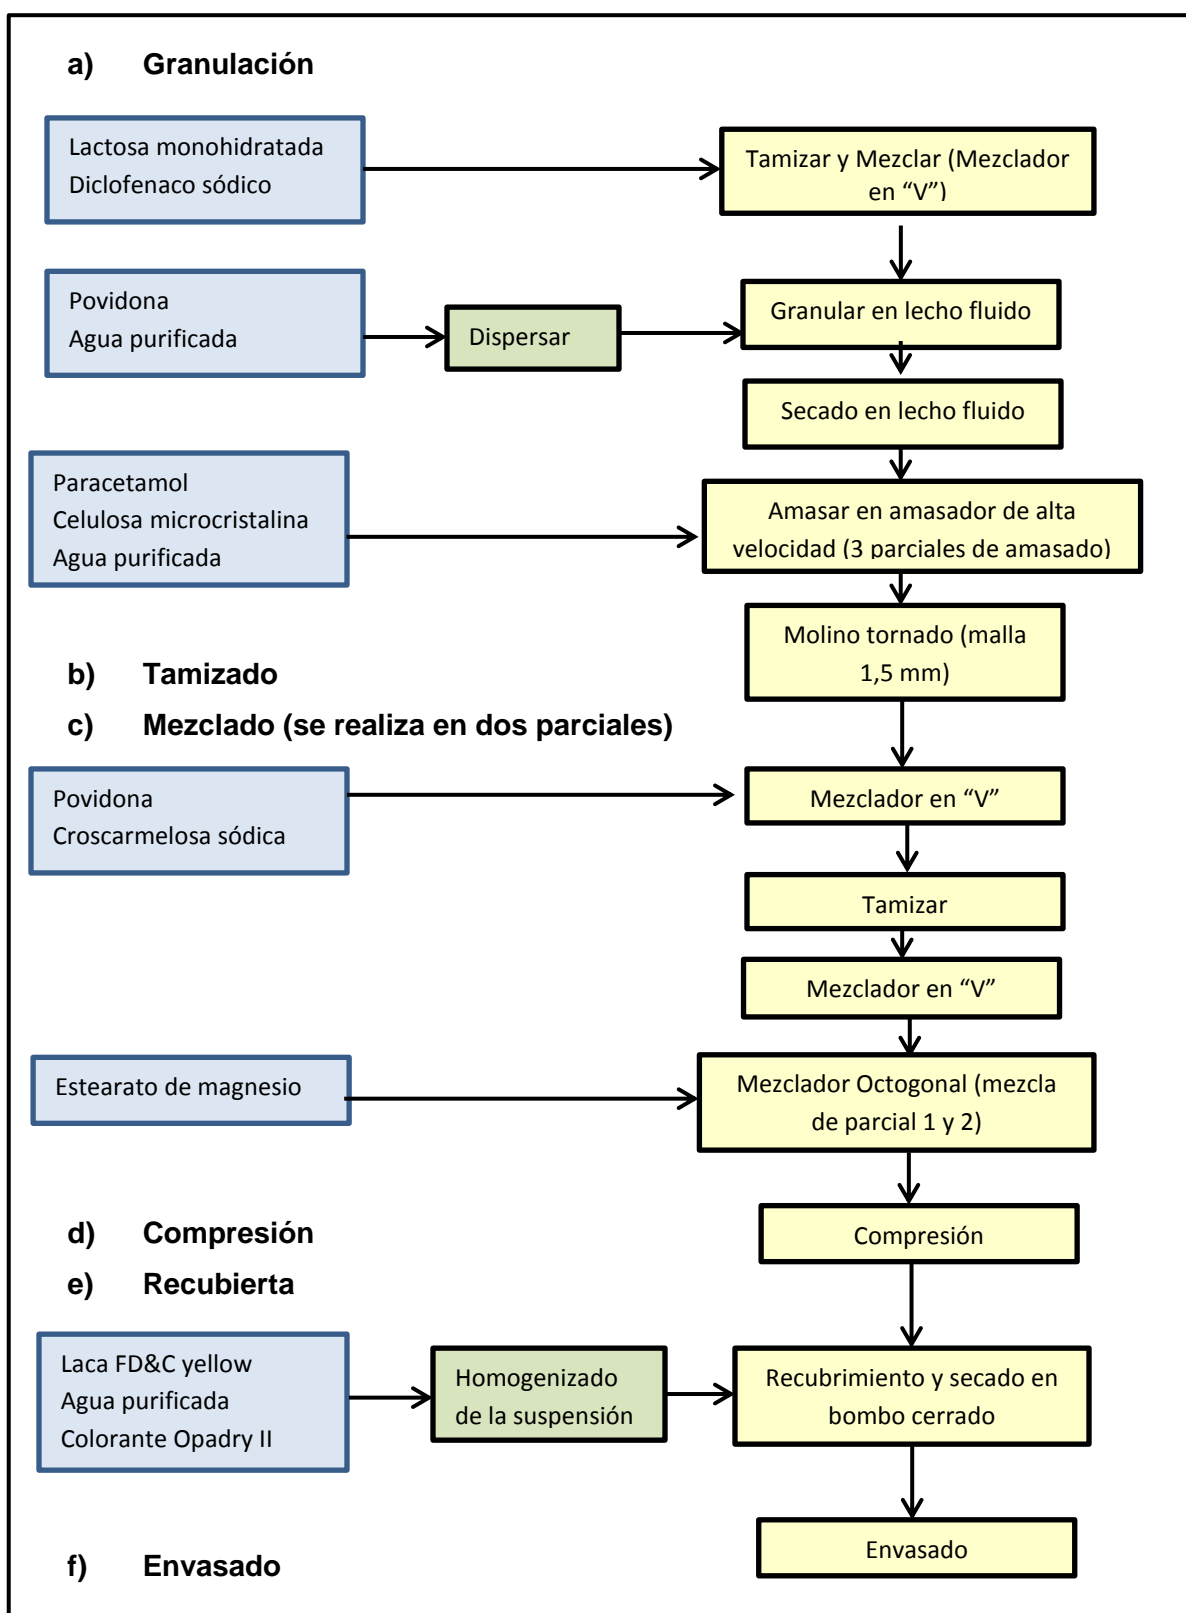 a) Granulación
Lactosa monohidratada
Diclofenaco sódico
Tamizar y Mezclar (Mezclador
en “V”)
Povidona
Agua purificada
Dispersar
Granular en lecho fluido
Secado en lecho fluido
Paracetamol
Celulosa microcristalina
Agua purificada
Amasar en amasador de alta
velocidad (3 parciales de amasado)
Molino tornado (malla
1,5 mm)
b) Tamizado
c) Mezclado (se realiza en dos parciales)
Povidona
Croscarmelosa sódica
Mezclador en “V”
Tamizar
Mezclador en “V”
Estearato de magnesio
Mezclador Octogonal (mezcla
de parcial 1 y 2)
d) Compresión
Compresión
e) Recubierta
Laca FD&C yellow
Agua purificada
Colorante Opadry II
Homogenizado
de la suspensión
Recubrimiento y secado en
bombo cerrado
Envasado
f) Envasado